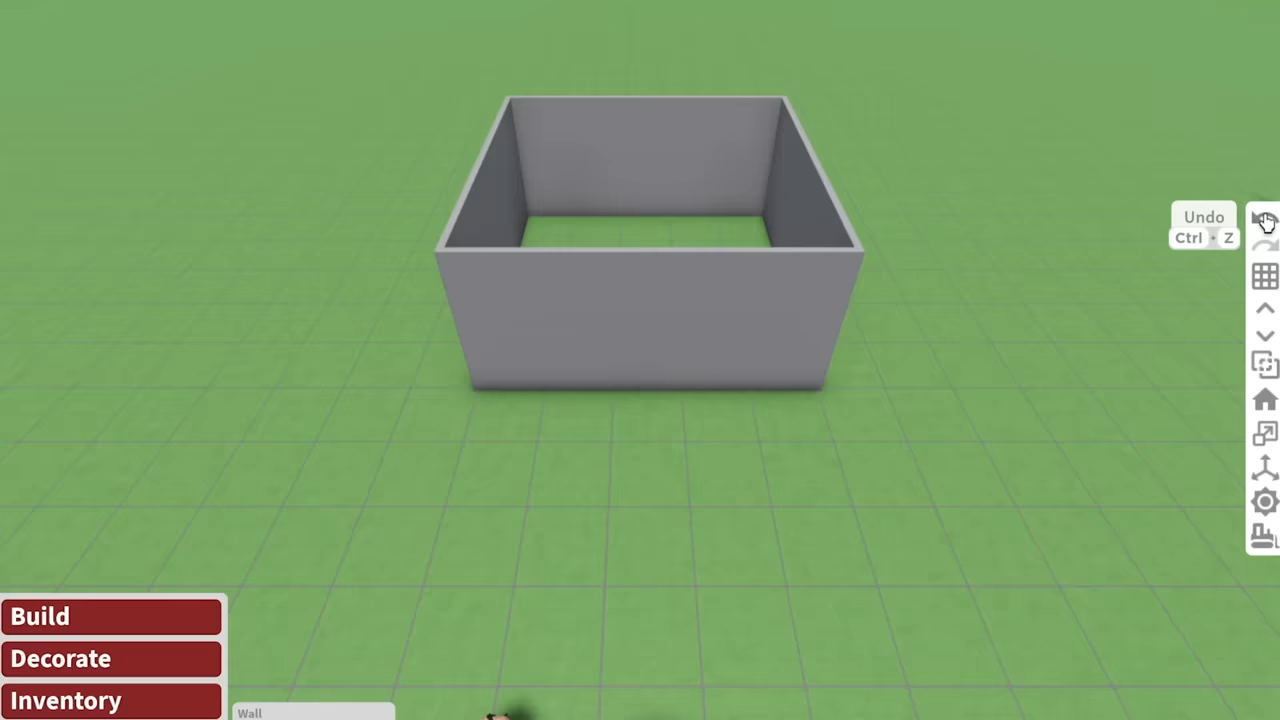 Undo
Ctrl + Z
Build
Decorate
Inventory
Wall